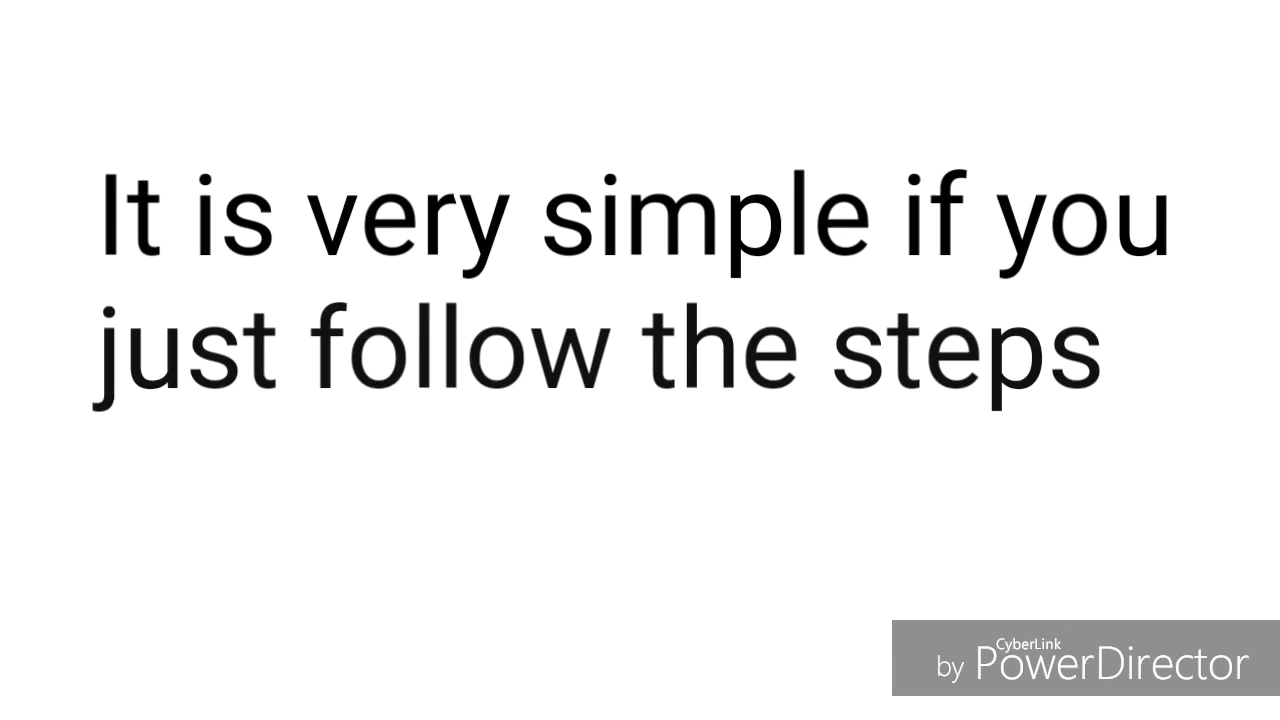 It is very simple if you
just follow the steps
by CyberLink PowerDirector